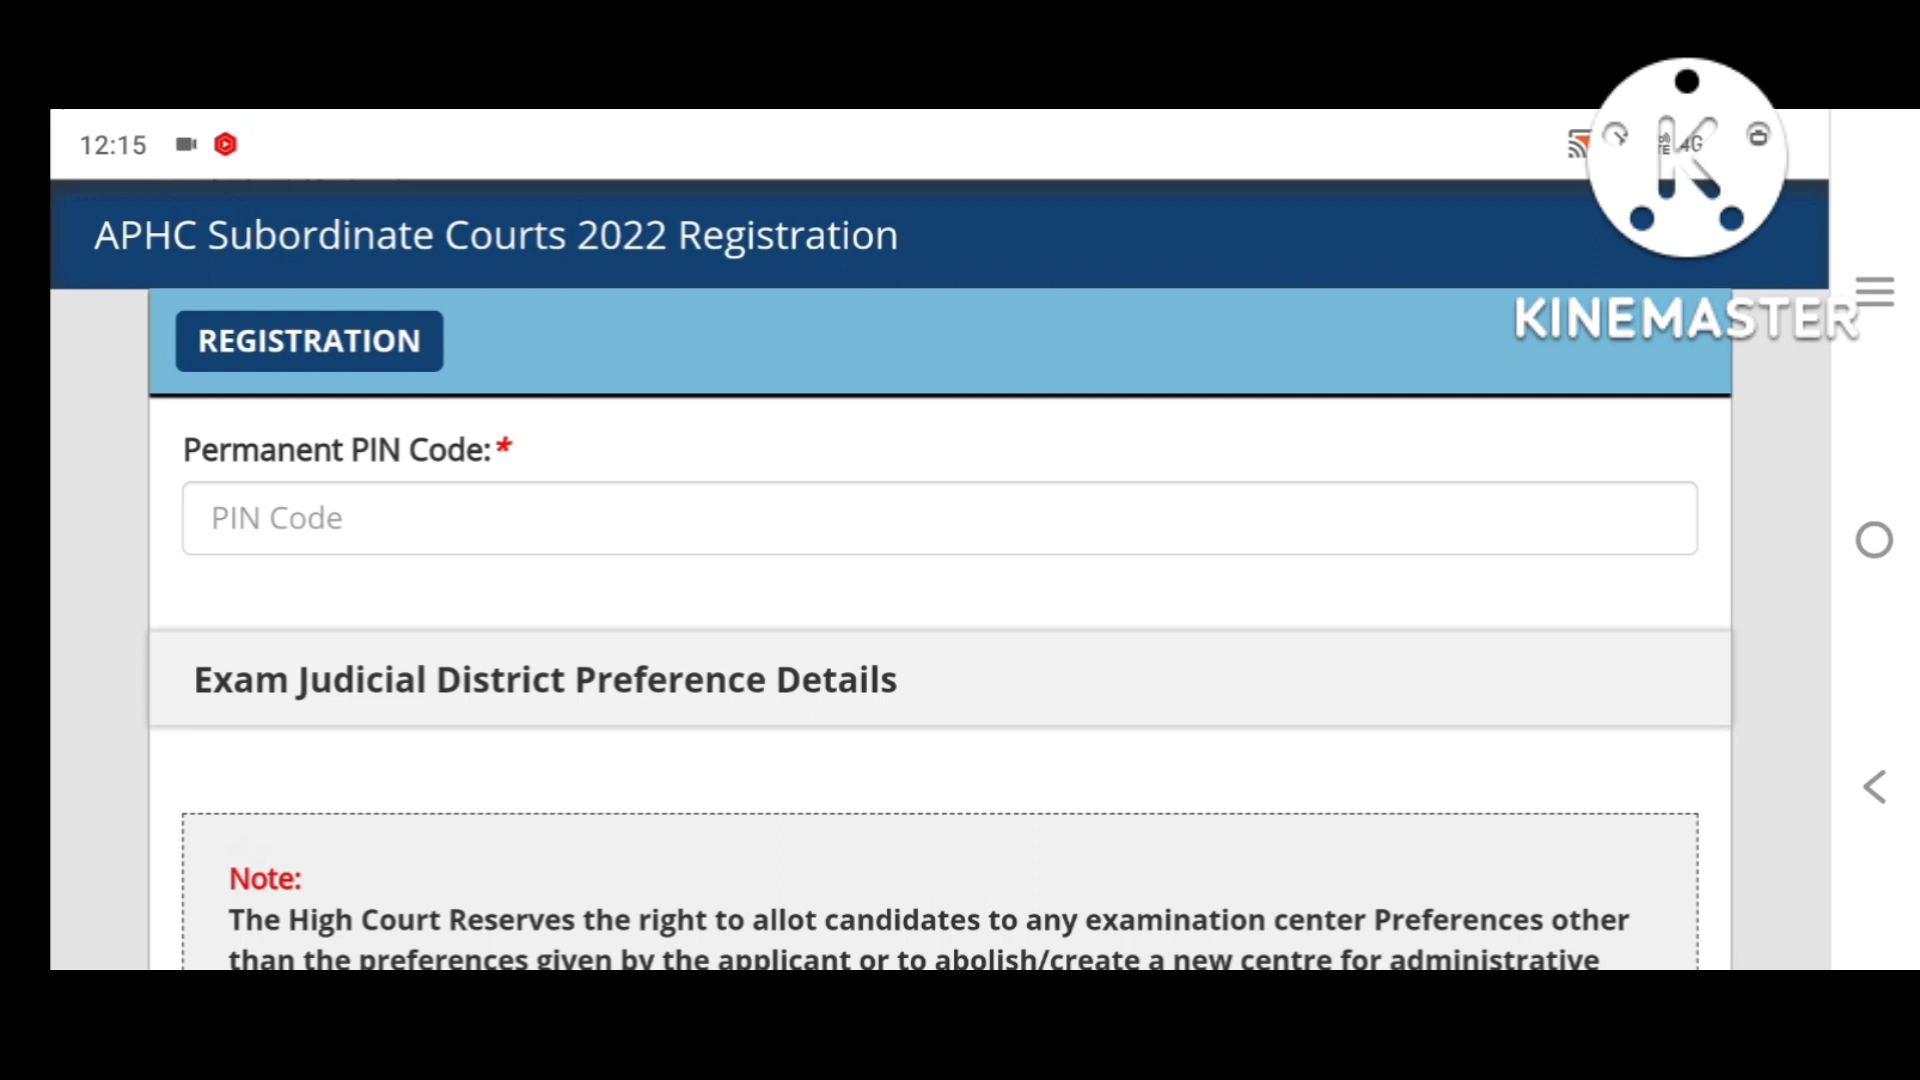 12:15
4G
APHC Subordinate Courts 2022 Registration
KINEMASTER
REGISTRATION
Permanent PIN Code:*
PIN Code
Exam Judicial District Preference Details
Note:
The High Court Reserves the right to allot candidates to any examination center Preferences other
than the preferences given by the applicant or to abolish/create a new centre for administrative